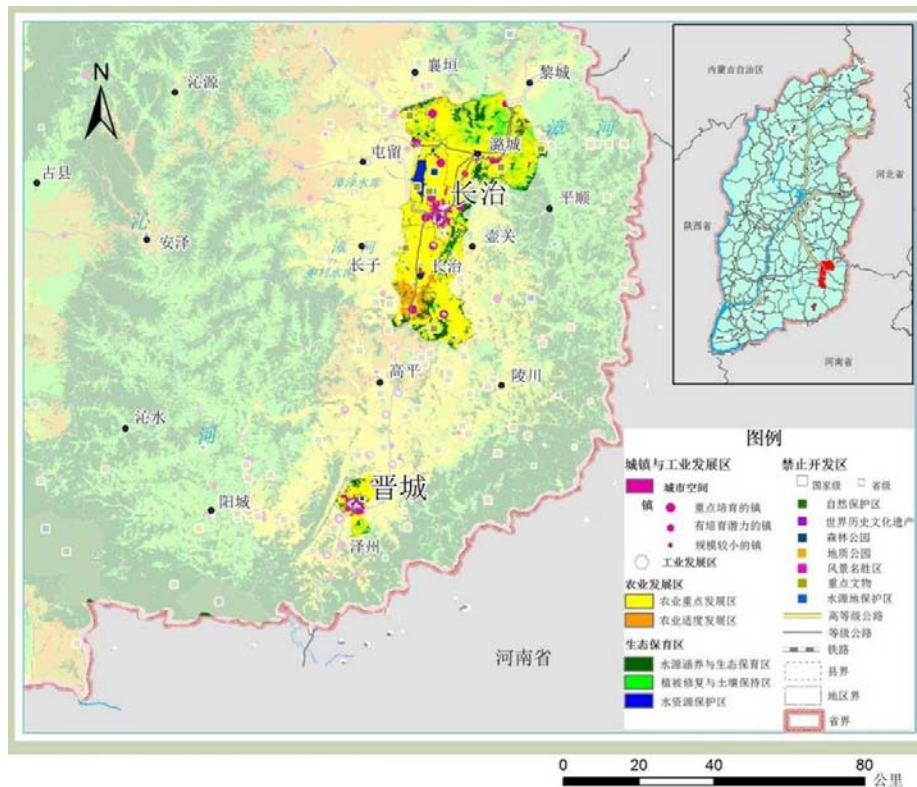 N
沁源
襄垣
黎城
古县
屯留
潞城
漳河
漳泽水库
长治
平顺
沁
安泽
漳河
壶关
长子
长治
高平
陵川
沁水
河
晋城
阳城
泽州
河南省
内蒙古自治区
河北省
陕西省
河南省
图例
城镇与工业发展区
城市空间
镇
重点培育的镇
有培育潜力的镇
规模较小的镇
工业发展区
农业发展区
农业重点发展区
农业适度发展区
生态保育区
水源涵养与生态保育区
植被修复与土壤保持区
水资源保护区
禁止开发区
国家级
省级
自然保护区
世界历史文化遗产
森林公园
地质公园
风景名胜区
重点文物
水源地保护区
高等级公路
等级公路
铁路
县界
地区界
省界
0 20 40 80
公里